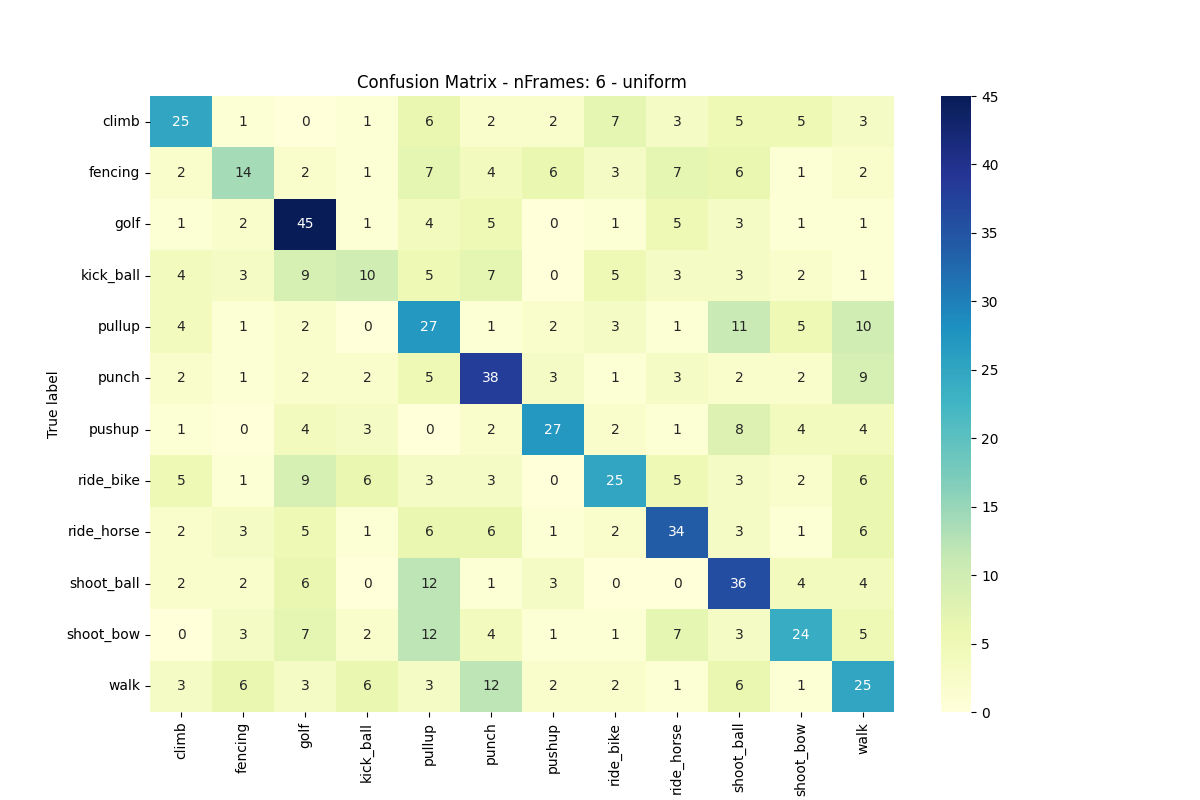 Confusion Matrix - nFrames: 6 - uniform
climb 25 1 0 1 6 2 2 7 3 5 5 3
fencing 2 14 2 1 7 4 6 3 7 6 1 2
golf 1 2 45 1 4 5 0 1 5 3 1 1
kick_ball 4 3 9 10 5 7 0 5 3 3 2 1
pullup 4 1 2 0 27 1 2 3 1 11 5 10
punch 2 1 2 2 5 38 3 1 3 2 2 9
pushup 1 0 4 3 0 2 27 2 1 8 4 4
ride_bike 5 1 9 6 3 3 0 25 5 3 2 6
ride_horse 2 3 5 1 6 6 1 2 34 3 1 6
shoot_ball 2 2 6 0 12 1 3 0 0 36 4 4
shoot_bow 0 3 7 2 12 4 1 1 7 3 24 5
walk 3 6 3 6 3 12 2 2 1 6 1 25
True label
climb fencing golf kick_ball pullup punch pushup ride_bike ride_horse shoot_ball shoot_bow walk
45
40
35
30
25
20
15
10
5
0